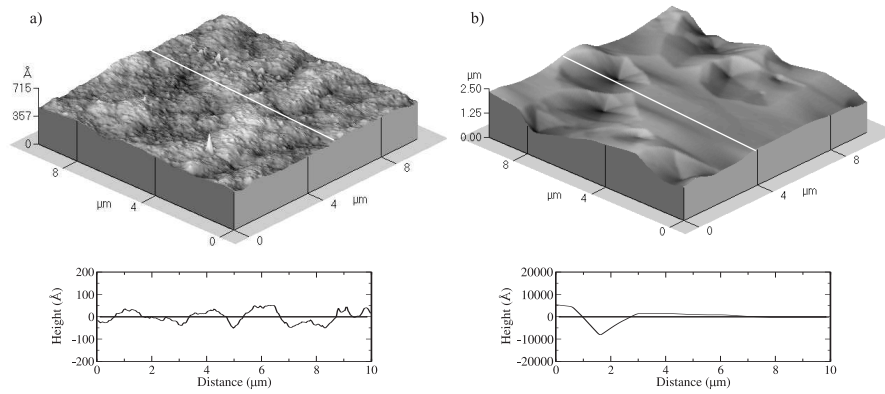 a)
Å
715
357
0
8
µm
4
0
0
4
µm
8
b)
µm
2.50
1.25
0.00
8
µm
4
0
0
4
µm
8
200
100
0
-100
-200
Height (Å)
0 2 4 6 8 10
Distance (µm)
20000
10000
0
-10000
-20000
Height (Å)
0 2 4 6 8 10
Distance (µm)